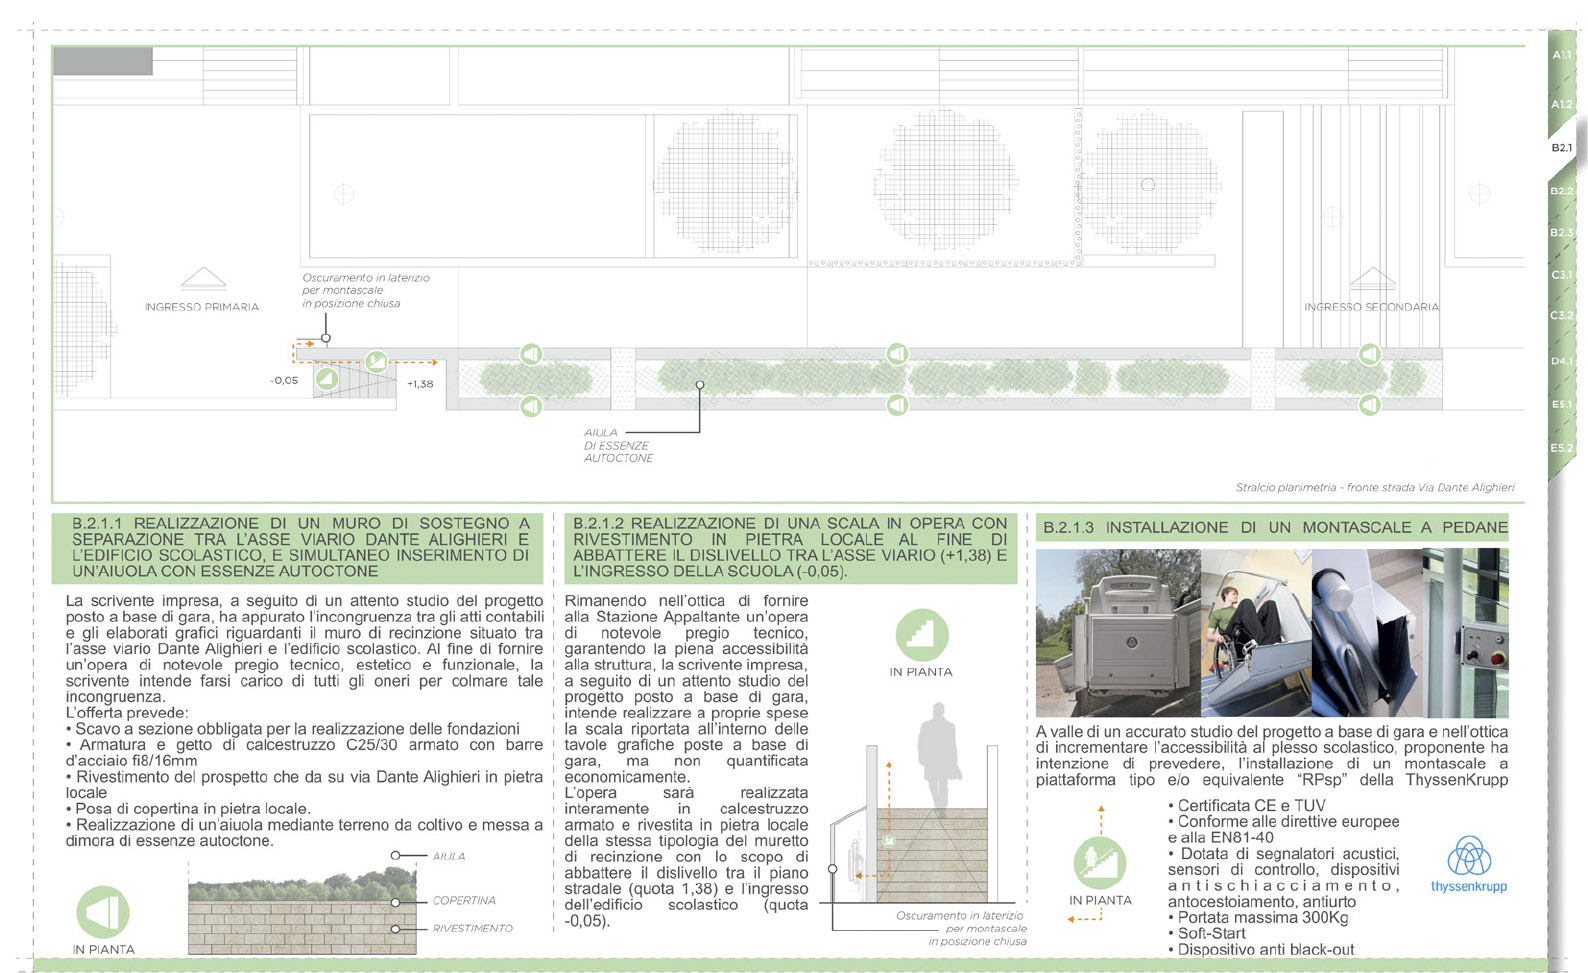 A1.1
A1.2
B2.1
B2.2
B2.3
C3.1
C3.2
D4.1
E5.1
E5.2
Oscuramento in laterizio
per montascale
in posizione chiusa
INGRESSO PRIMARIA
INGRESSO SECONDARIA
-0,05
+1,38
AIULA
DI ESSENZE
AUTOCTONE
Stralcio planimetria - fronte strada Via Dante Alighieri
B.2.1.1 REALIZZAZIONE DI UN MURO DI SOSTEGNO A
SEPARAZIONE TRA L'ASSE VIARIO DANTE ALIGHIERI E
L'EDIFICIO SCOLASTICO, E SIMULTANEO INSERIMENTO DI
UN'AIUOLA CON ESSENZE AUTOCTONE
La scrivente impresa, a seguito di un attento studio del progetto
posto a base di gara, ha appurato l'incongruenza tra gli atti contabili
e gli elaborati grafici riguardanti il muro di recinzione situato tra
l'asse viario Dante Alighieri e l'edificio scolastico. Al fine di fornire
un'opera di notevole pregio tecnico, estetico e funzionale, la
scrivente intende farsi carico di tutti gli oneri per colmare tale
incongruenza.
L'offerta prevede:
• Scavo a sezione obbligata per la realizzazione delle fondazioni
• Armatura e getto di calcestruzzo C25/30 armato con barre
d'acciaio fi8/16mm
• Rivestimento del prospetto che da su via Dante Alighieri in pietra
locale
• Posa di copertina in pietra locale.
• Realizzazione di un'aiuola mediante terreno da coltivo e messa a
dimora di essenze autoctone.
IN PIANTA
AIULA
COPERTINA
RIVESTIMENTO
B.2.1.2 REALIZZAZIONE DI UNA SCALA IN OPERA CON
RIVESTIMENTO IN PIETRA LOCALE AL FINE DI
ABBATTERE IL DISLIVELLO TRA L'ASSE VIARIO (+1,38) E
L'INGRESSO DELLA SCUOLA (-0,05).
Rimanendo nell'ottica di fornire
alla Stazione Appaltante un'opera
di notevole pregio tecnico,
garantendo la piena accessibilità
alla struttura, la scrivente impresa,
a seguito di un attento studio del
progetto posto a base di gara,
intende realizzare a proprie spese
la scala riportata all'interno delle
tavole grafiche poste a base di
gara, ma non quantificata
economicamente.
L'opera sarà realizzata
interamente in calcestruzzo
armato e rivestita in pietra locale
della stessa tipologia del muretto
di recinzione con lo scopo di
abbattere il dislivello tra il piano
stradale (quota 1,38) e l'ingresso
dell'edificio scolastico (quota
-0,05).
IN PIANTA
Oscuramento in laterizio
per montascale
in posizione chiusa
B.2.1.3 INSTALLAZIONE DI UN MONTASCALE A PEDANE
A valle di un accurato studio del progetto a base di gara e nell'ottica
di incrementare l'accessibilità al plesso scolastico, proponente ha
intenzione di prevedere, l'installazione di un montascale a
piattaforma tipo e/o equivalente "RPsp" della ThyssenKrupp
IN PIANTA
• Certificata CE e TUV
• Conforme alle direttive europee
e alla EN81-40
• Dotata di segnalatori acustici,
sensori di controllo, dispositivi
antischiacciamento,
antocestoiamento, antiurto
• Portata massima 300Kg
• Soft-Start
• Dispositivo anti black-out
thyssenkrupp